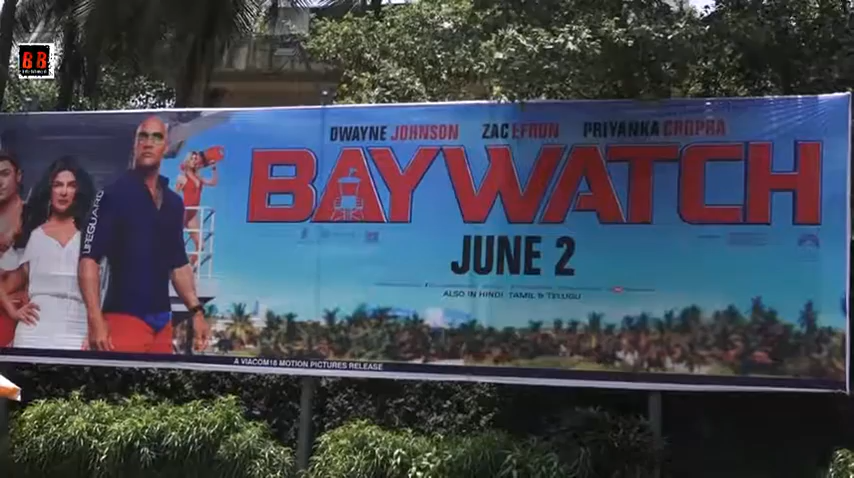 BB
DWAYNE JOHNSON ZAC EFRON PRIYANKA CHOPRA
BAYWATCH
LIFEGUARD
JUNE 2
ALSO IN HINDI, TAMIL & TELUGU
A VIACOM18 MOTION PICTURES RELEASE